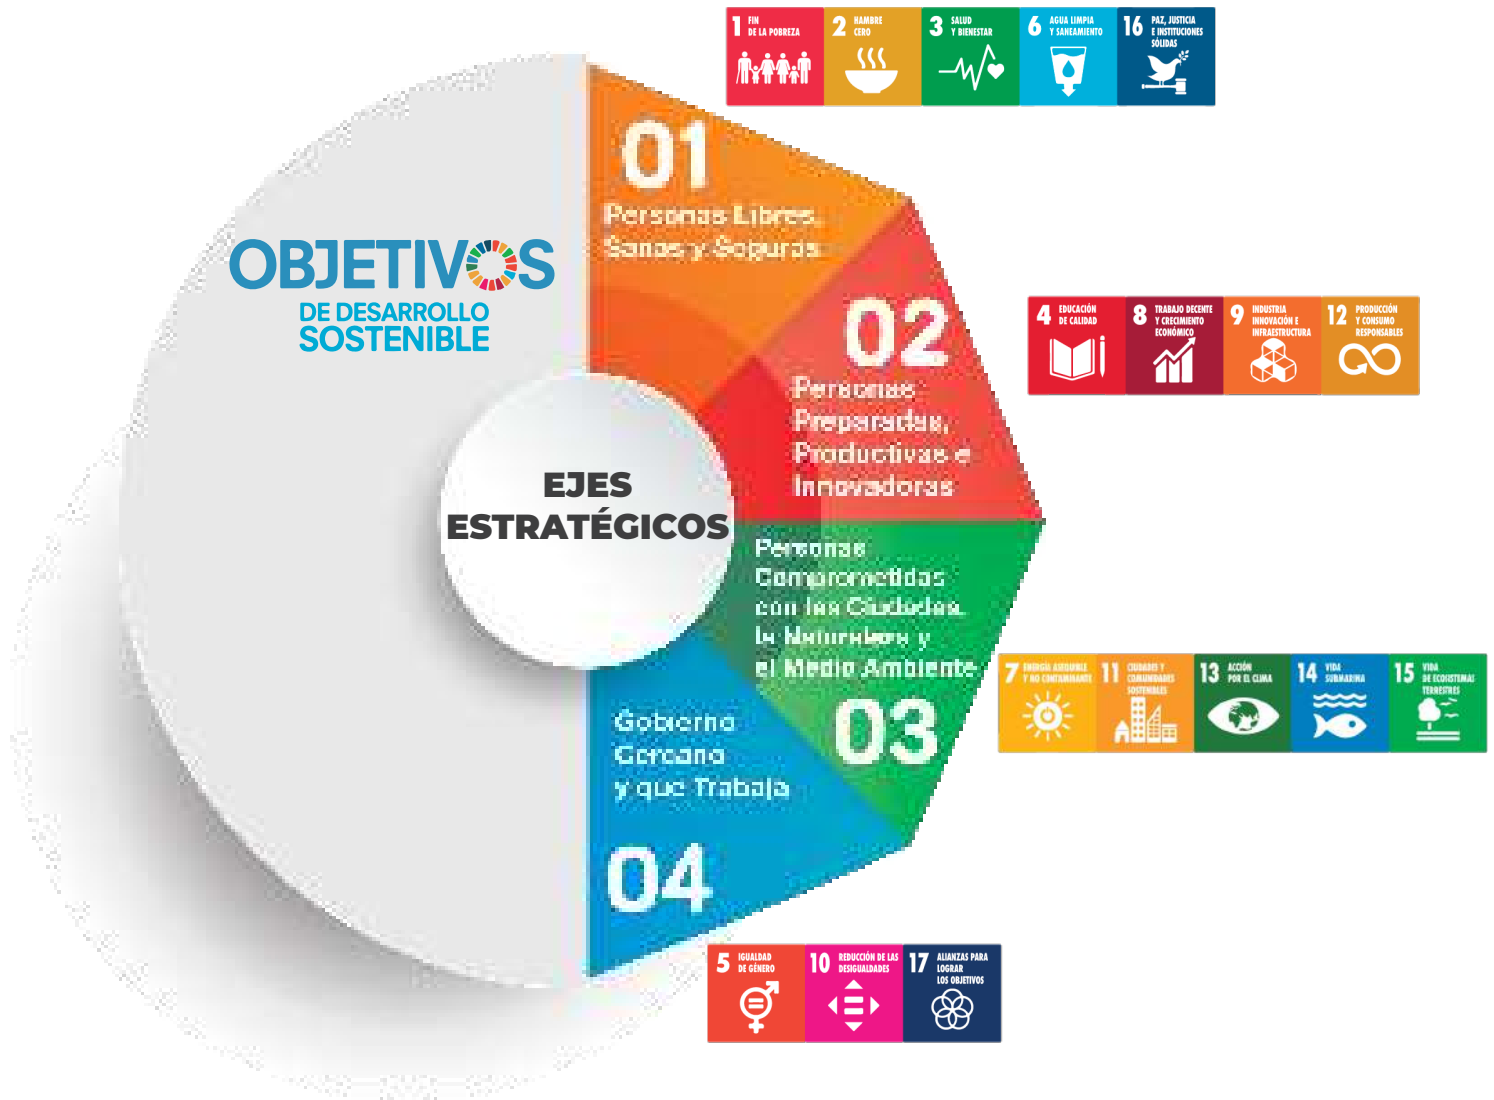 1 FIN
DE LA POBREZA
2 HAMBRE
CERO
3 SALUD
Y BIENESTAR
6 AGUA LIMPIA
Y SANEAMIENTO
16 PAZ, JUSTICIA
E INSTITUCIONES
SÓLIDAS
01
Personas Libres,
Sanas y Seguras
OBJETIVOS
DE DESARROLLO
SOSTENIBLE
02
Personas
Preparadas,
Productivas e
Innovadoras
4 EDUCACIÓN
DE CALIDAD
8 TRABAJO DECENTE
Y CRECIMIENTO
ECONÓMICO
9 INDUSTRIA
INNOVACIÓN E
INFRAESTRUCTURA
12 PRODUCCIÓN
Y CONSUMO
RESPONSABLES
EJES
ESTRATÉGICOS
Personas
Comprometidas
con las Ciudades,
la Naturaleza y
el Medio Ambiente
03
7 ENERGÍA ASEQUIBLE
Y NO CONTAMINANTE
11 CIUDADES Y
COMUNIDADES
SOSTENIBLES
13 ACCIÓN
POR EL CLIMA
14 VIDA
SUBMARINA
15 VIDA
DE ECOSISTEMAS
TERRESTRES
Gobierno
Cercano
y que Trabaja
04
5 IGUALDAD
DE GÉNERO
10 REDUCCIÓN DE LAS
DESIGUALDADES
17 ALIANZAS PARA
LOGRAR
LOS OBJETIVOS